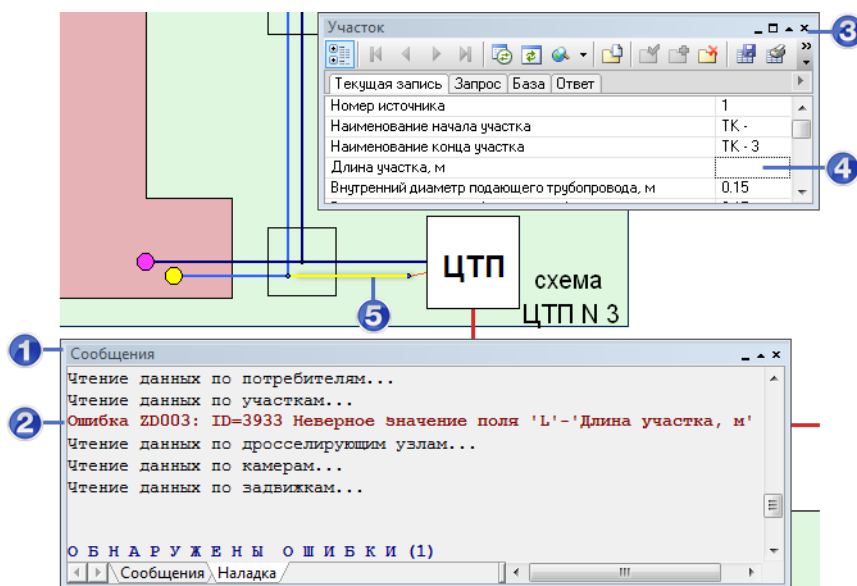 Участок
3
Текущая запись Запрос База Ответ
Номер источника 1
Наименование начала участка ТК -
Наименование конца участка ТК - 3
Длина участка, м
4
Внутренний диаметр подающего трубопровода, м 0.15
ЦТП
схема
ЦТП N 3
5
1
Сообщения
Чтение данных по потребителям...
Чтение данных по участкам...
2
Ошибка ZD003: ID=3933 Неверное значение поля 'L'-'Длина участка, м'
Чтение данных по дросселирующим узлам...
Чтение данных по камерам...
Чтение данных по задвижкам...
О Б Н А Р У Ж Е Н Ы О Ш И Б К И (1)
Сообщения Наладка